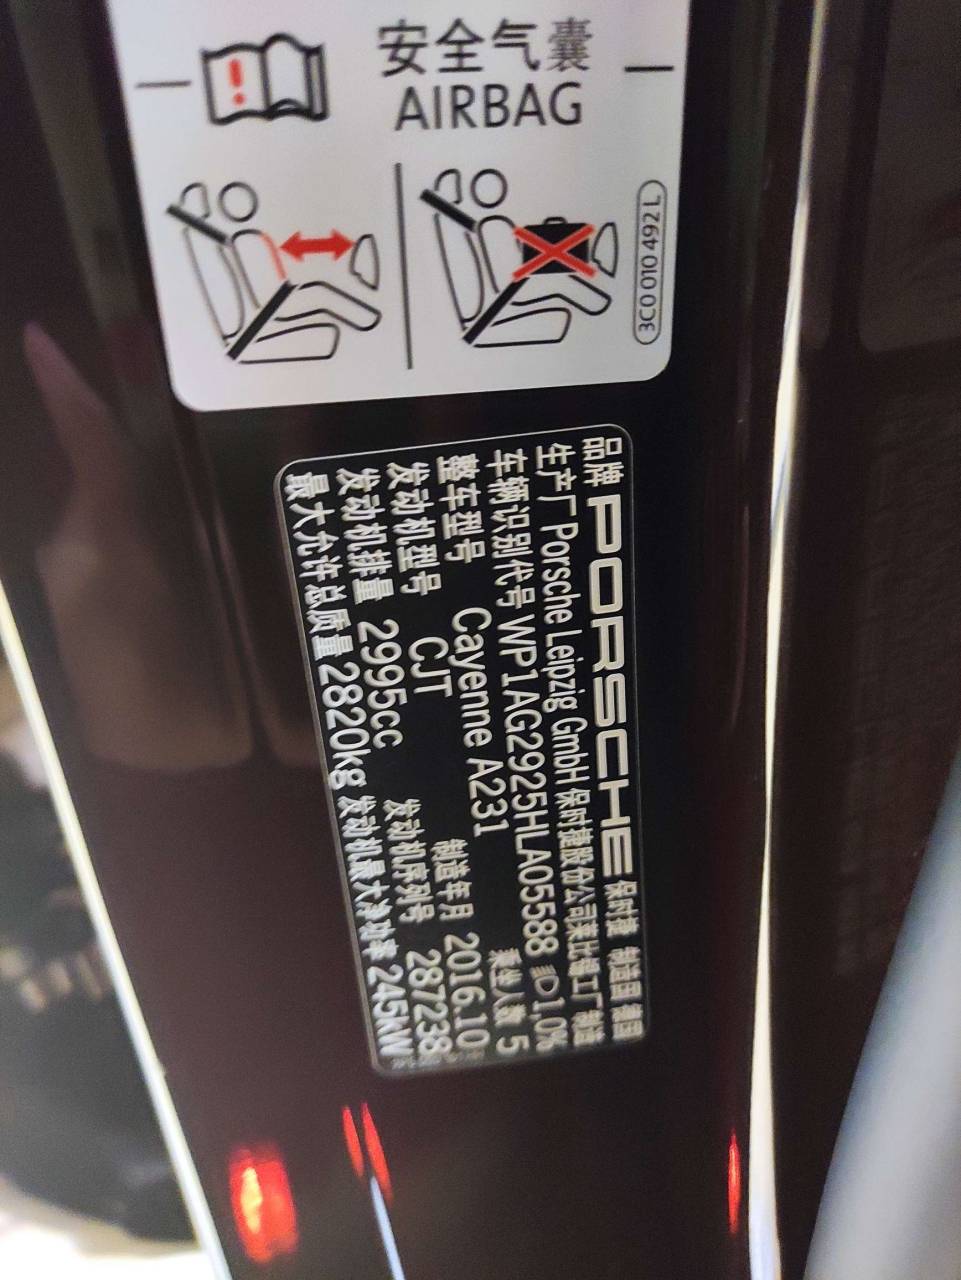 安全气囊
AIRBAG
3C0 010 492 L
品牌 PORSCHE 保时捷 制造国 德国
生产厂 Porsche Leipzig GmbH 保时捷股份公司莱比锡工厂制造
车辆识别代号 WP1AG2925HLA05588 1,0%
整车型号 Cayenne A231 乘坐人数 5
发动机型号 CJT 制造年月 2016.10
发动机排量 2995cc 发动机序列号 287238
最大允许总质量 2820kg 发动机最大净功率 245kW